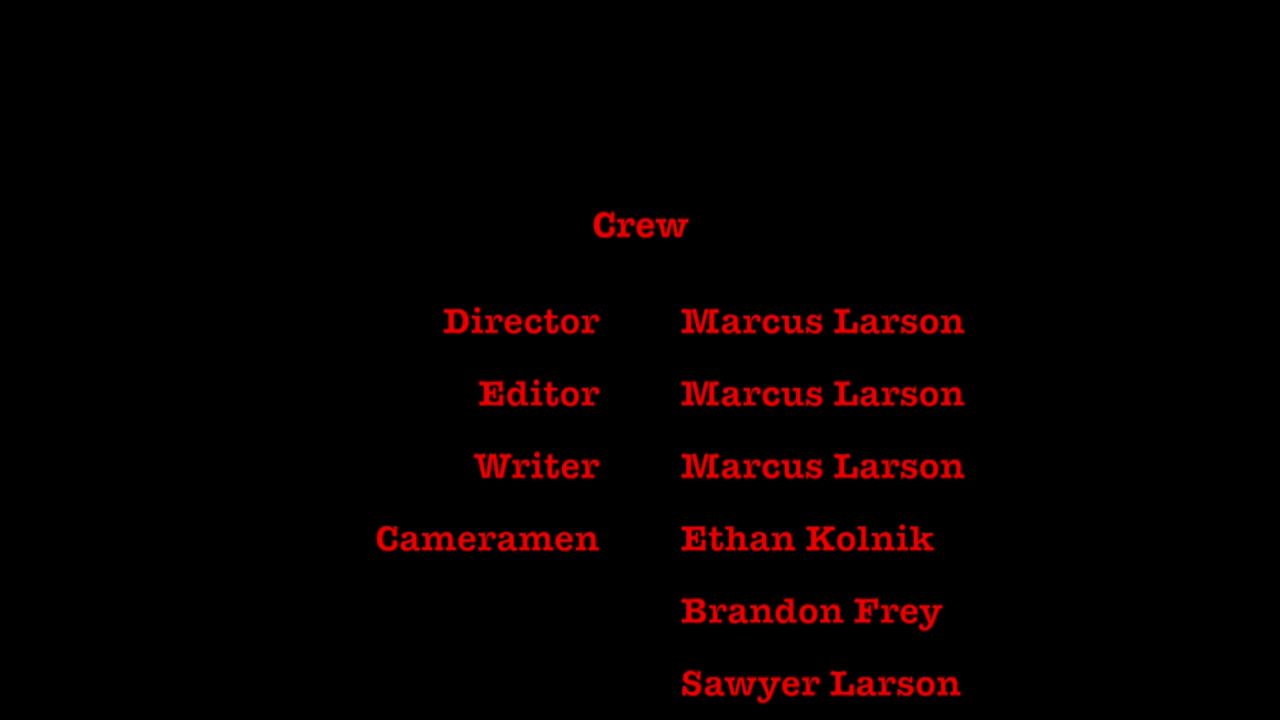 Crew
Director Marcus Larson
Editor Marcus Larson
Writer Marcus Larson
Cameramen Ethan Kolnik
Brandon Frey
Sawyer Larson